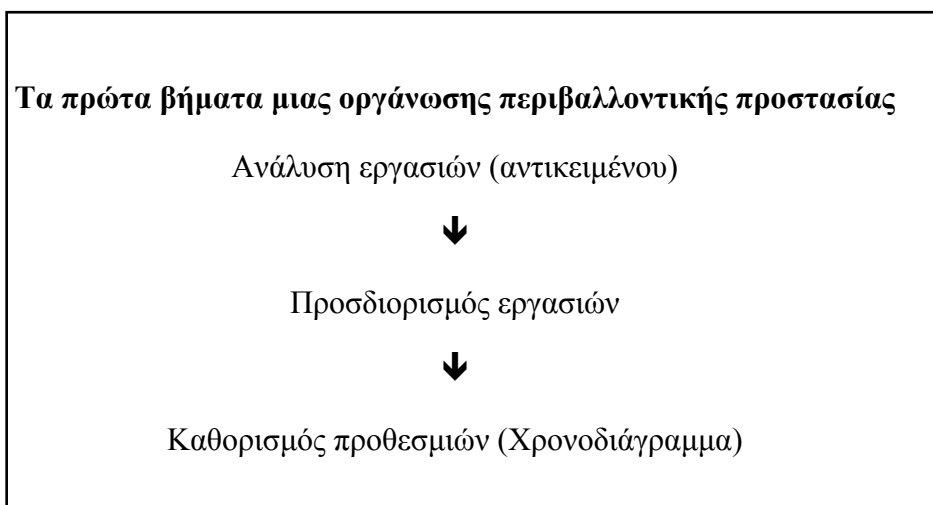 Τα πρώτα βήματα μιας οργάνωσης περιβαλλοντικής προστασίας
Ανάλυση εργασιών (αντικειμένου)
Προσδιορισμός εργασιών
Καθορισμός προθεσμιών (Χρονοδιάγραμμα)